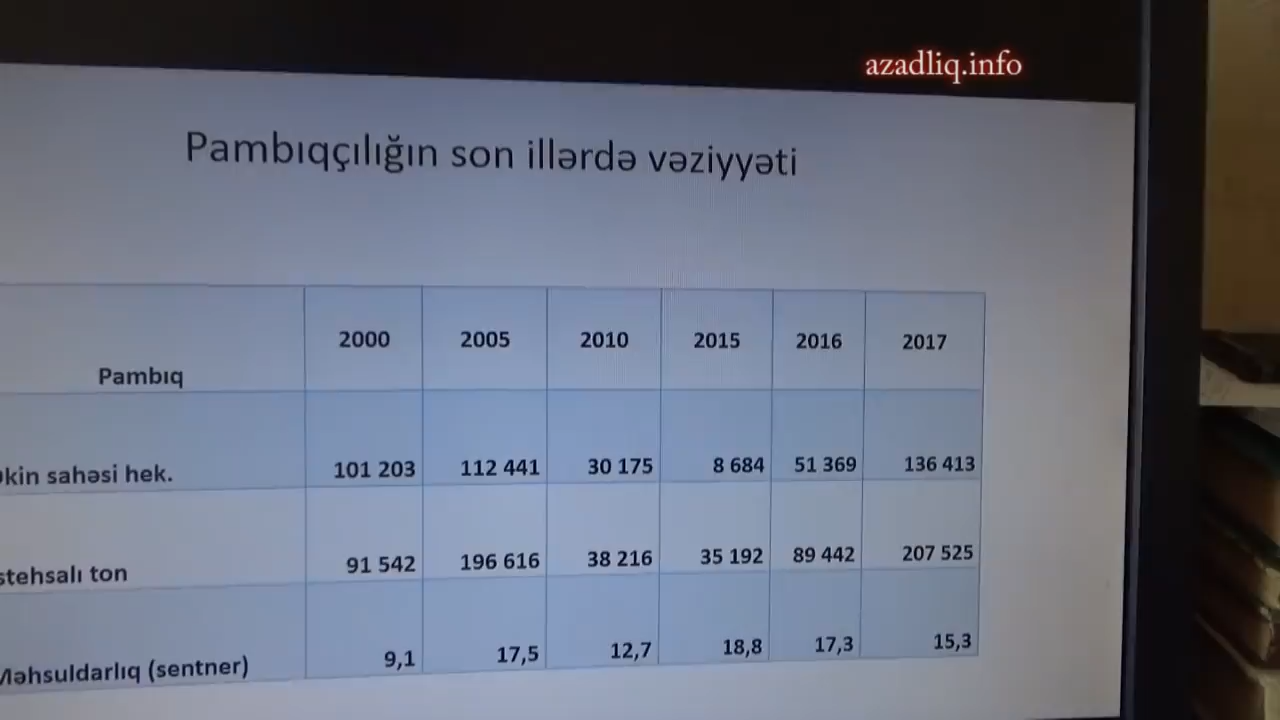 azadliq.info
Pambıqçılığın son illərdə vəziyyəti
Pambıq 2000 2005 2010 2015 2016 2017
kin sahəsi hek. 101 203 112 441 30 175 8 684 51 369 136 413
stehsalı ton 91 542 196 616 38 216 35 192 89 442 207 525
Məhsuldarlıq (sentner) 9,1 17,5 12,7 18,8 17,3 15,3